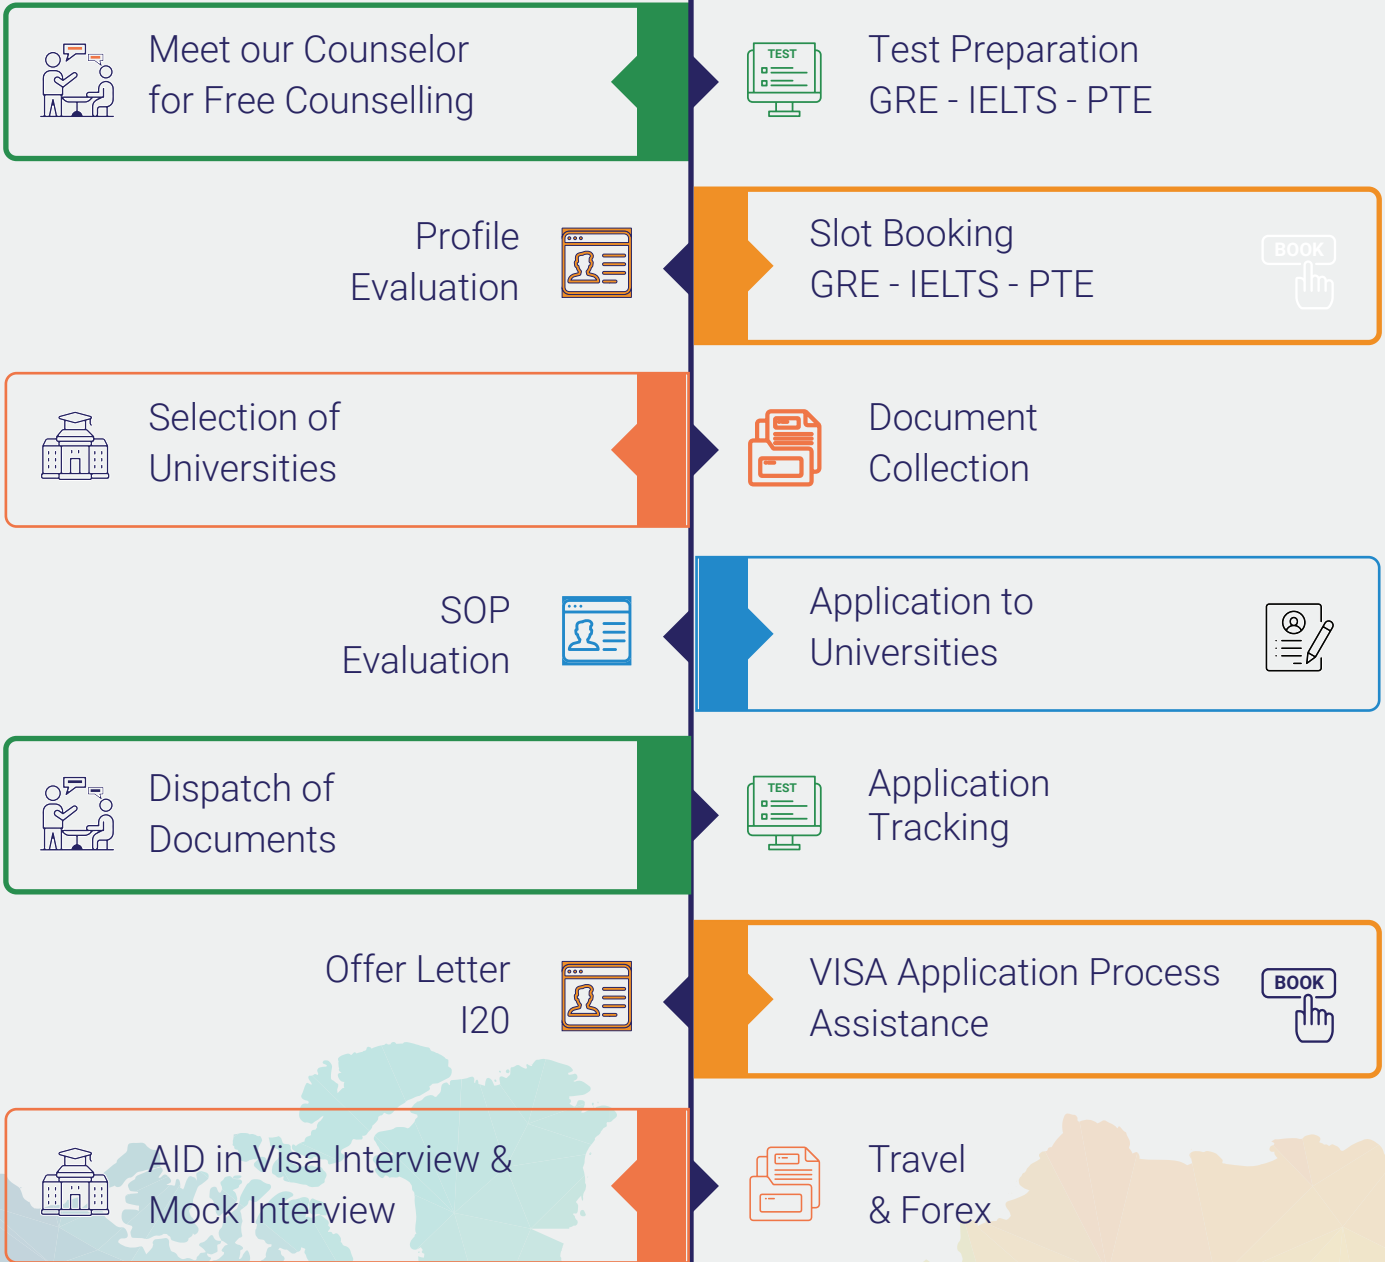 Meet our Counselor
for Free Counselling
TEST
Test Preparation
GRE - IELTS - PTE
Profile
Evaluation
Slot Booking
GRE - IELTS - PTE
BOOK
Selection of
Universities
Document
Collection
SOP
Evaluation
Application to
Universities
Dispatch of
Documents
TEST
Application
Tracking
Offer Letter
I20
VISA Application Process
Assistance
BOOK
AID in Visa Interview &
Mock Interview
Travel
& Forex